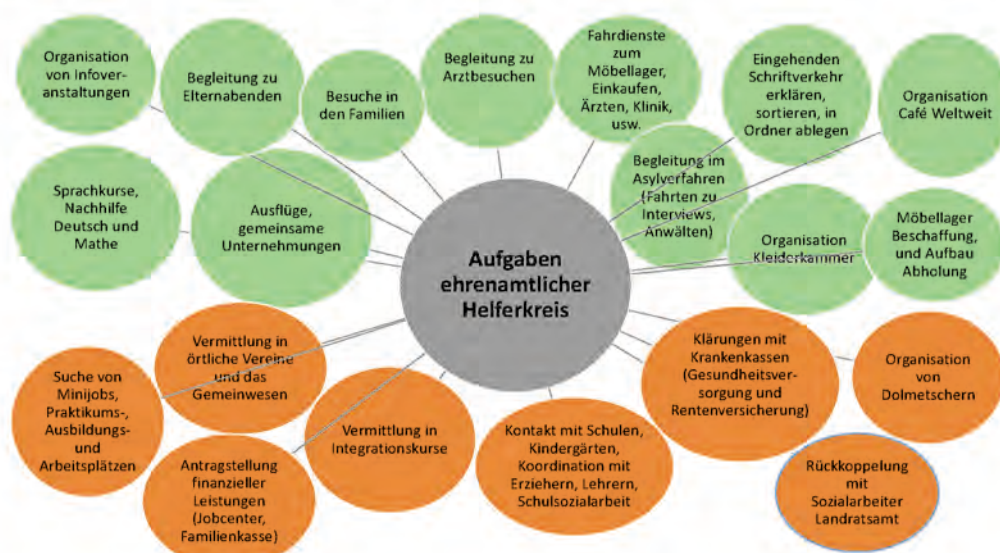 Organisation
von Infover-
anstaltungen
Begleitung zu
Elternabenden
Besuche in
den Familien
Begleitung zu
Arztbesuchen
Fahrdienste
zum
Möbellager,
Einkaufen,
Ärzten, Klinik,
usw.
Eingehenden
Schriftverkehr
erklären,
sortieren, in
Ordner ablegen
Organisation
Café Weltweit
Sprachkurse,
Nachhilfe
Deutsch und
Mathe
Ausflüge,
gemeinsame
Unternehmungen
Begleitung im
Asylverfahren
(Fahrten zu
Interviews,
Anwälten)
Organisation
Kleiderkammer
Möbellager
Beschaffung,
und Aufbau
Abholung
Aufgaben
ehrenamtlicher
Helferkreis
Suche von
Minijobs,
Praktikums-,
Ausbildungs-
und
Arbeitsplätzen
Vermittlung in
örtliche Vereine
und das
Gemeinwesen
Antragstellung
finanzieller
Leistungen
(Jobcenter,
Familienkasse)
Vermittlung in
Integrationskurse
Kontakt mit Schulen,
Kindergärten,
Koordination mit
Erziehern, Lehrern,
Schulsozialarbeit
Klärungen mit
Krankenkassen
(Gesundheitsver-
sorgung und
Rentenversicherung)
Organisation
von
Dolmetschern
Rückkoppelung
mit
Sozialarbeiter
Landratsamt